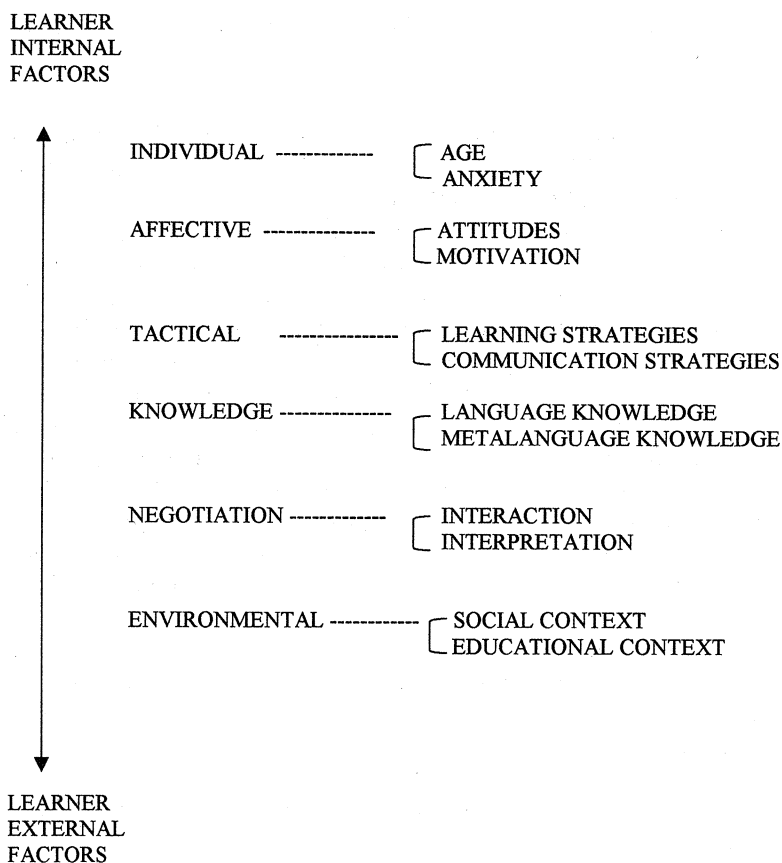 LEARNER
INTERNAL
FACTORS
INDIVIDUAL ------------- AGE
ANXIETY
AFFECTIVE --------------- ATTITUDES
MOTIVATION
TACTICAL ---------------- LEARNING STRATEGIES
COMMUNICATION STRATEGIES
KNOWLEDGE --------------- LANGUAGE KNOWLEDGE
METALANGUAGE KNOWLEDGE
NEGOTIATION ------------- INTERACTION
INTERPRETATION
ENVIRONMENTAL ------------ SOCIAL CONTEXT
EDUCATIONAL CONTEXT
LEARNER
EXTERNAL
FACTORS